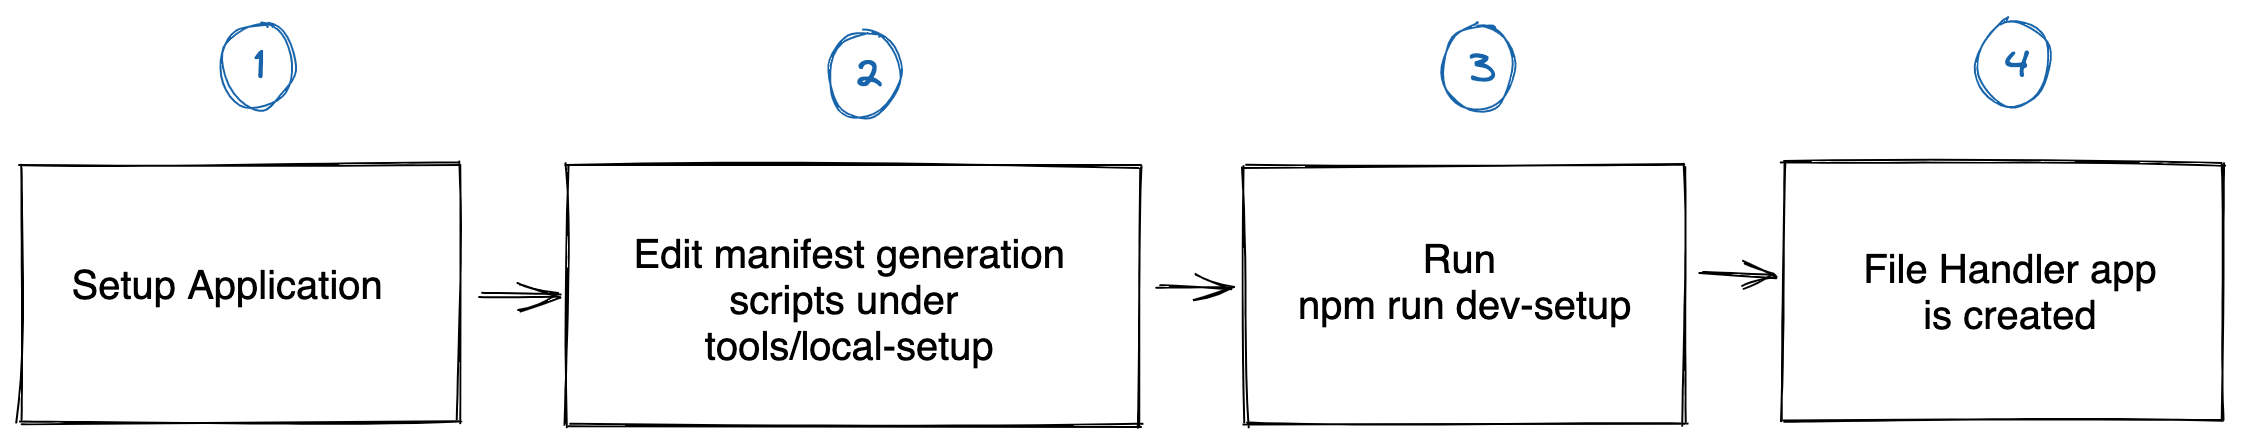 1
2
3
4
Setup Application
Edit manifest generation
scripts under
tools/local-setup
Run
npm run dev-setup
File Handler app
is created